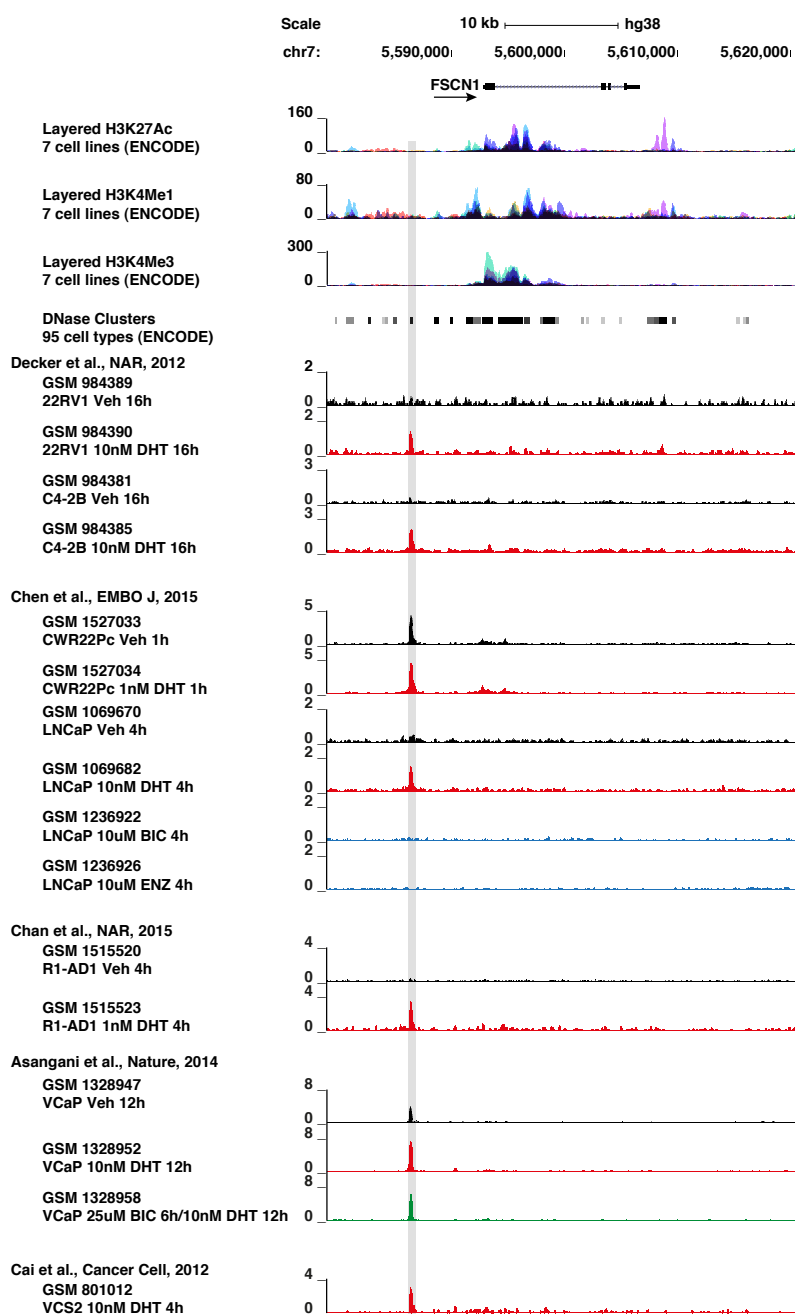 Scale 10 kb hg38
chr7: 5,590,000 5,600,000 5,610,000 5,620,000
FSCN1
Layered H3K27Ac 160
7 cell lines (ENCODE) 0
Layered H3K4Me1 80
7 cell lines (ENCODE) 0
Layered H3K4Me3 300
7 cell lines (ENCODE) 0
DNase Clusters
95 cell types (ENCODE)
Decker et al., NAR, 2012
GSM 984389 2
22RV1 Veh 16h 0
GSM 984390 2
22RV1 10nM DHT 16h 0
GSM 984381 3
C4-2B Veh 16h 0
GSM 984385 3
C4-2B 10nM DHT 16h 0
Chen et al., EMBO J, 2015
GSM 1527033 5
CWR22Pc Veh 1h 0
GSM 1527034 5
CWR22Pc 1nM DHT 1h 0
GSM 1069670 2
LNCaP Veh 4h 0
GSM 1069682 2
LNCaP 10nM DHT 4h 0
GSM 1236922 2
LNCaP 10uM BIC 4h 0
GSM 1236926 2
LNCaP 10uM ENZ 4h 0
Chan et al., NAR, 2015
GSM 1515520 4
R1-AD1 Veh 4h 0
GSM 1515523 4
R1-AD1 1nM DHT 4h 0
Asangani et al., Nature, 2014
GSM 1328947 8
VCaP Veh 12h 0
GSM 1328952 8
VCaP 10nM DHT 12h 0
GSM 1328958 8
VCaP 25uM BIC 6h/10nM DHT 12h 0
Cai et al., Cancer Cell, 2012
GSM 801012 4
VCS2 10nM DHT 4h 0